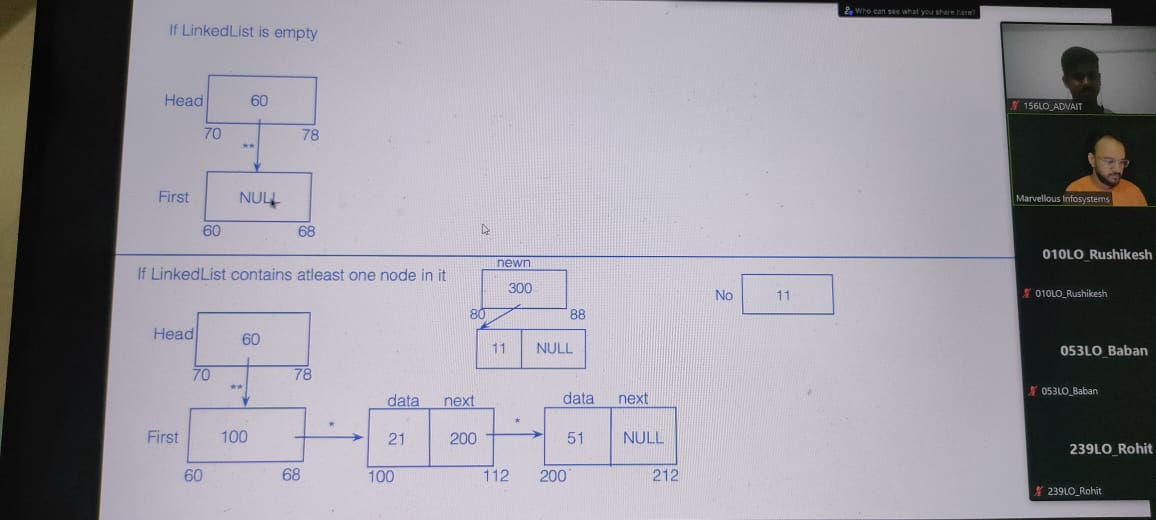 Who can see what you share here?
If LinkedList is empty
Head 60
70 78
**
First NULL
60 68
If LinkedList contains atleast one node in it
newn
300
80 88
11 NULL
No 11
Head 60
70 78
**
data next data next
First 100 * 21 200 * 51 NULL
60 68 100 112 200 212
156LO_ADVAIT
Marvellous Infosystems
010LO_Rushikesh
010LO_Rushikesh
053LO_Baban
053LO_Baban
239LO_Rohit
239LO_Rohit